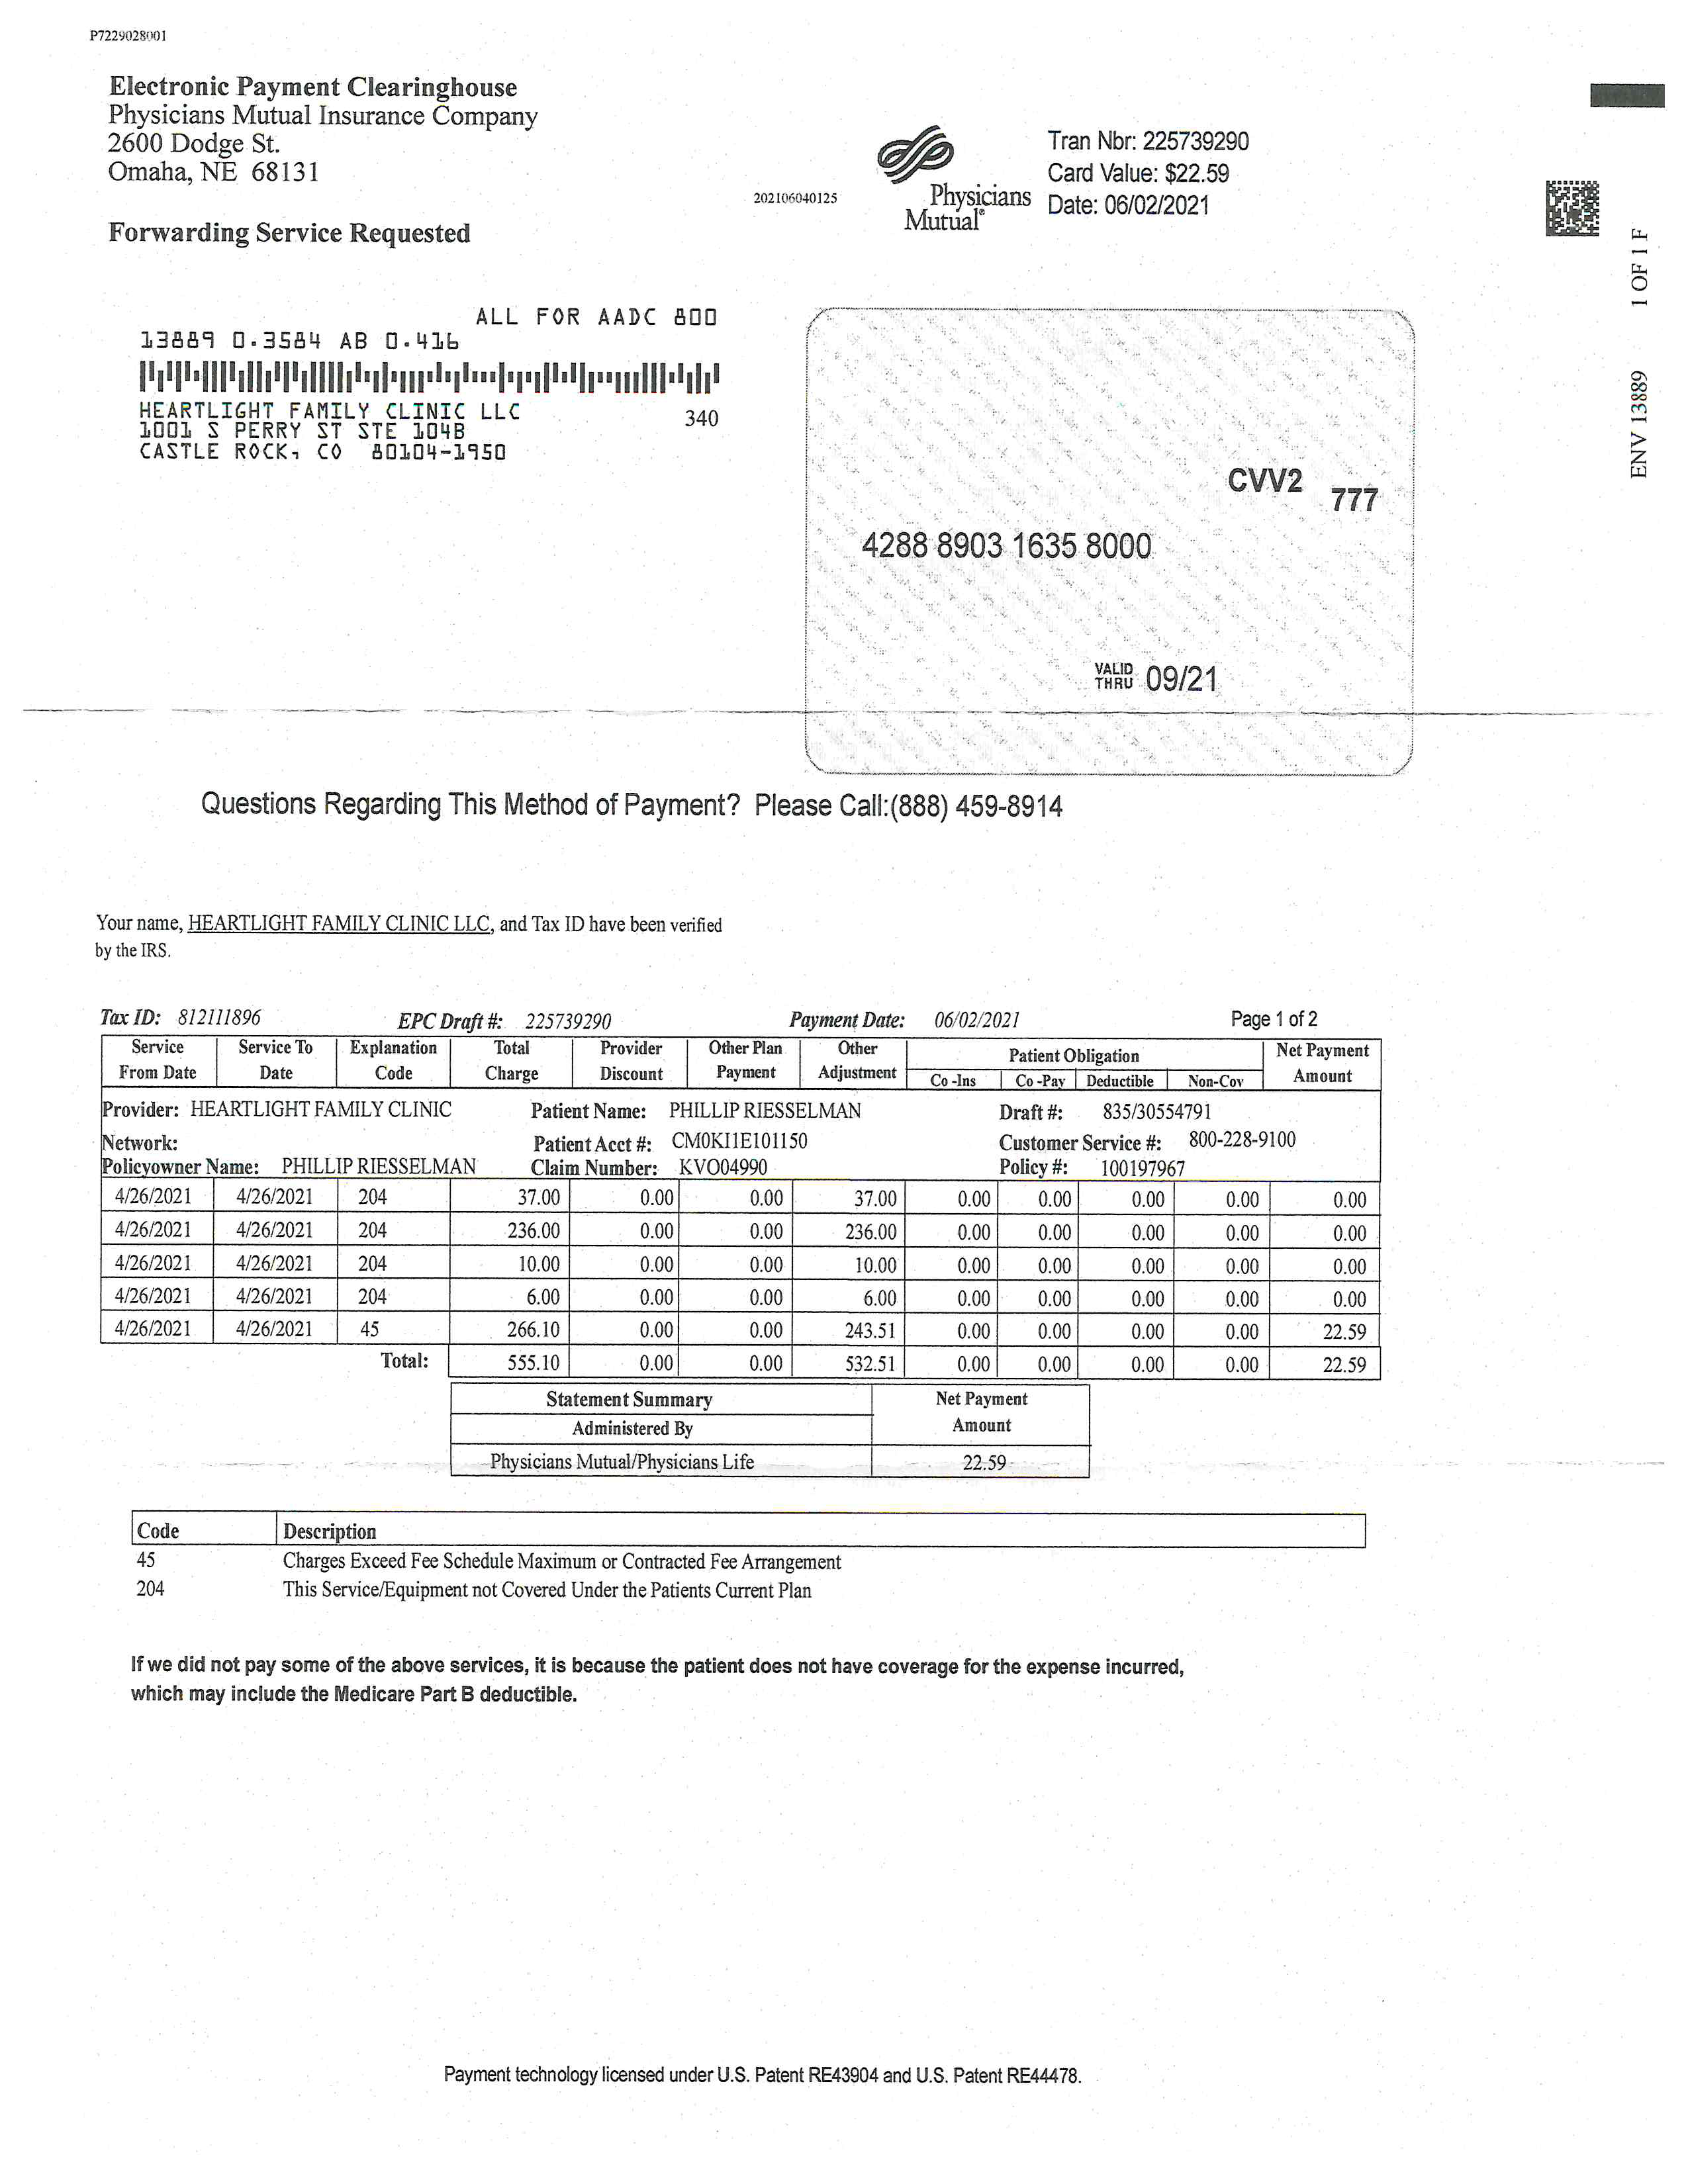 P7229028001
Electronic Payment Clearinghouse
Physicians Mutual Insurance Company
2600 Dodge St.
Omaha, NE 68131
Forwarding Service Requested
202106040125
Physicians
Mutual®
Tran Nbr: 225739290
Card Value: $22.59
Date: 06/02/2021
ENV 13889 1 OF 1 F
ALL FOR AADC 800
13889 0.3584 AB 0.416
HEARTLIGHT FAMILY CLINIC LLC 340
1001 S PERRY ST STE 104B
CASTLE ROCK, CO 80104-1950
CVV2 777
4288 8903 1635 8000
VALID THRU 09/21
Questions Regarding This Method of Payment? Please Call:(888) 459-8914
Your name, HEARTLIGHT FAMILY CLINIC LLC, and Tax ID have been verified
by the IRS.
Tax ID: 812111896 EPC Draft #: 225739290 Payment Date: 06/02/2021 Page 1 of 2
Service From Date Service To Date Explanation Code Total Charge Provider Discount Other Plan Payment Other Adjustment Patient Obligation Net Payment Amount
Co -Ins Co -Pay Deductible Non-Cov
Provider: HEARTLIGHT FAMILY CLINIC Patient Name: PHILLIP RIESSELMAN Draft #: 835/30554791
Network: Patient Acct #: CM0KI1E101150 Customer Service #: 800-228-9100
Policyowner Name: PHILLIP RIESSELMAN Claim Number: KVO04990 Policy #: 100197967
4/26/2021 4/26/2021 204 37.00 0.00 0.00 37.00 0.00 0.00 0.00 0.00 0.00
4/26/2021 4/26/2021 204 236.00 0.00 0.00 236.00 0.00 0.00 0.00 0.00 0.00
4/26/2021 4/26/2021 204 10.00 0.00 0.00 10.00 0.00 0.00 0.00 0.00 0.00
4/26/2021 4/26/2021 204 6.00 0.00 0.00 6.00 0.00 0.00 0.00 0.00 0.00
4/26/2021 4/26/2021 45 266.10 0.00 0.00 243.51 0.00 0.00 0.00 0.00 22.59
Total: 555.10 0.00 0.00 532.51 0.00 0.00 0.00 0.00 22.59
Statement Summary Net Payment
Administered By Amount
Physicians Mutual/Physicians Life 22.59
Code Description
45 Charges Exceed Fee Schedule Maximum or Contracted Fee Arrangement
204 This Service/Equipment not Covered Under the Patients Current Plan
If we did not pay some of the above services, it is because the patient does not have coverage for the expense incurred,
which may include the Medicare Part B deductible.
Payment technology licensed under U.S. Patent RE43904 and U.S. Patent RE44478.